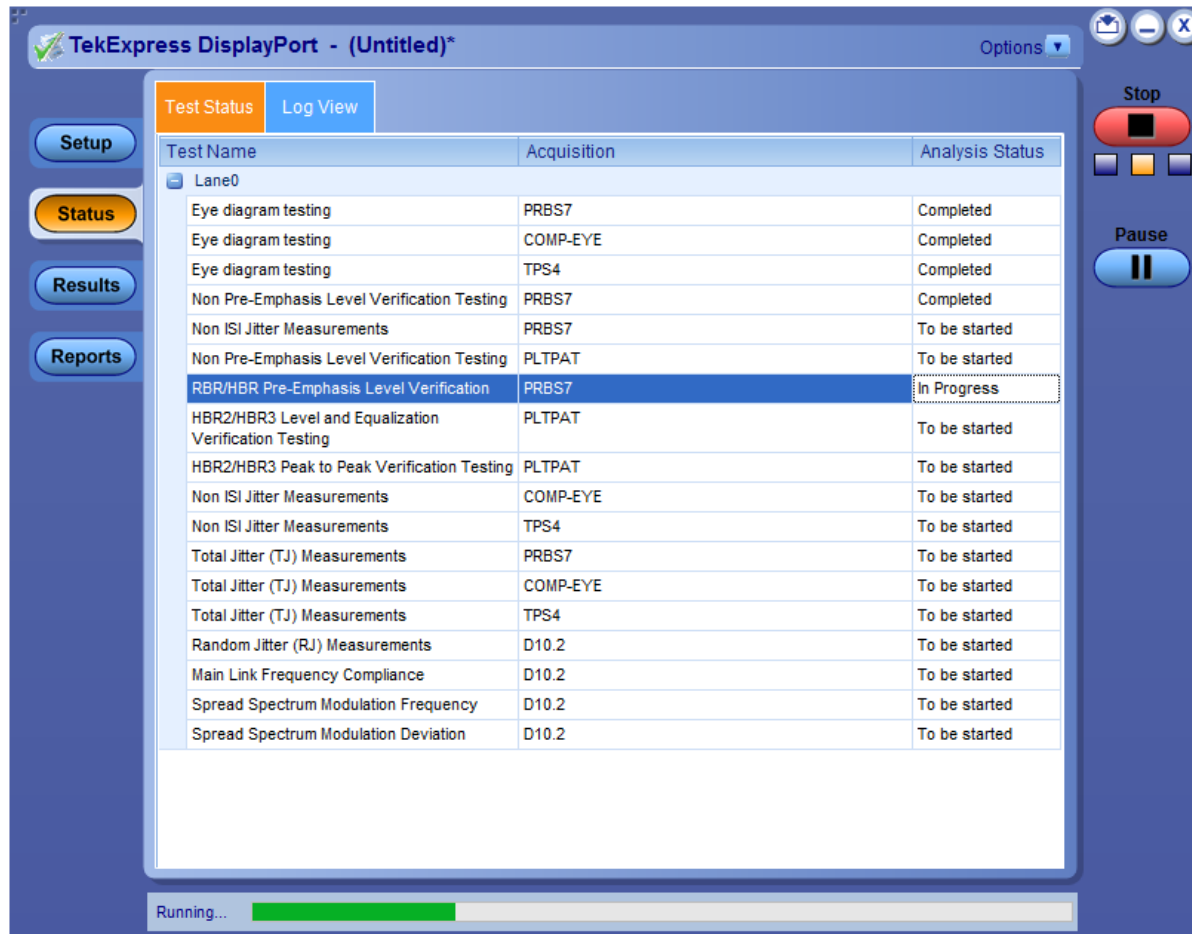 TekExpress DisplayPort - (Untitled)*
Options
X
Stop
Pause
Setup
Status
Results
Reports
Test Status Log View
Test Name Acquisition Analysis Status
Lane0
Eye diagram testing PRBS7 Completed
Eye diagram testing COMP-EYE Completed
Eye diagram testing TPS4 Completed
Non Pre-Emphasis Level Verification Testing PRBS7 Completed
Non ISI Jitter Measurements PRBS7 To be started
Non Pre-Emphasis Level Verification Testing PLTPAT To be started
RBR/HBR Pre-Emphasis Level Verification PRBS7 In Progress
HBR2/HBR3 Level and Equalization
Verification Testing PLTPAT To be started
HBR2/HBR3 Peak to Peak Verification Testing PLTPAT To be started
Non ISI Jitter Measurements COMP-EYE To be started
Non ISI Jitter Measurements TPS4 To be started
Total Jitter (TJ) Measurements PRBS7 To be started
Total Jitter (TJ) Measurements COMP-EYE To be started
Total Jitter (TJ) Measurements TPS4 To be started
Random Jitter (RJ) Measurements D10.2 To be started
Main Link Frequency Compliance D10.2 To be started
Spread Spectrum Modulation Frequency D10.2 To be started
Spread Spectrum Modulation Deviation D10.2 To be started
Running...